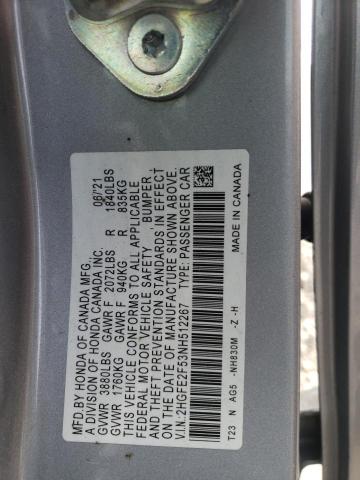 MFD.BY HONDA OF CANADA MFG.
A DIVISION OF HONDA CANADA INC. 08/'21
GVWR 3880LBS GAWR F 2072LBS R 1840LBS
GVWR 1760KG GAWR F 940KG R 835KG
THIS VEHICLE CONFORMS TO ALL APPLICABLE
FEDERAL MOTOR VEHICLE SAFETY , BUMPER ,
AND THEFT PREVENTION STANDARDS IN EFFECT
ON THE DATE OF MANUFACTURE SHOWN ABOVE.
V.I.N.:2HGFE2F53NH512267 TYPE: PASSENGER CAR
T23 N AG5 -NH830M -Z -H
MADE IN CANADA